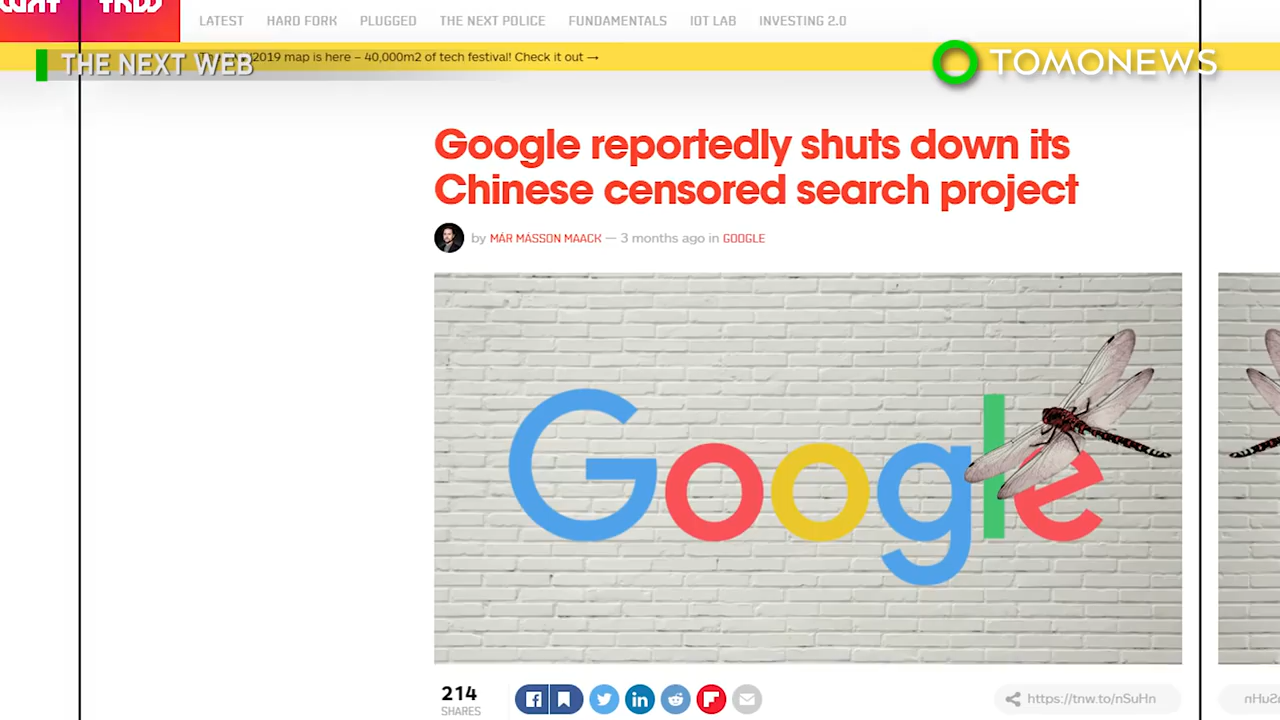 LATEST HARD FORK PLUGGED THE NEXT POLICE FUNDAMENTALS IOT LAB INVESTING 2.0
2019 map is here – 40,000m2 of tech festival! Check it out →
THE NEXT WEB
TOMONEWS
Google reportedly shuts down its
Chinese censored search project
by MÁR MÁSSON MAACK — 3 months ago in GOOGLE
Google
214
SHARES
https://tnw.to/nSuHn